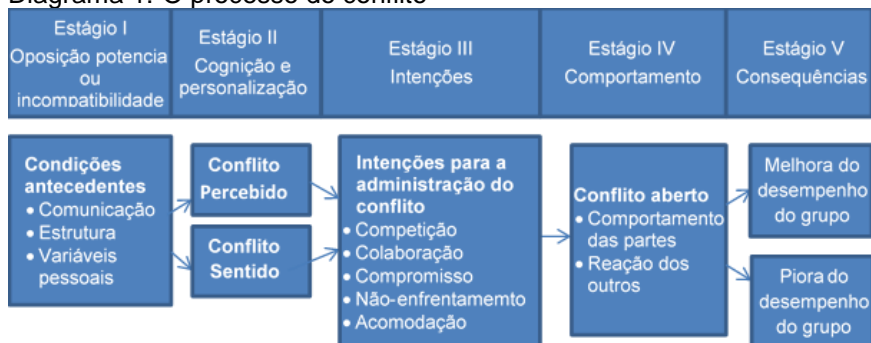 Diagrama 1: O processo de conflito
Estágio I
Oposição potencia
ou
incompatibilidade
Estágio II
Cognição e
personalização
Estágio III
Intenções
Estágio IV
Comportamento
Estágio V
Consequências
Condições
antecedentes
• Comunicação
• Estrutura
• Variáveis
pessoais
Conflito
Percebido
Conflito
Sentido
Intenções para a
administração do
conflito
• Competição
• Colaboração
• Compromisso
• Não-enfrentamemto
• Acomodação
Conflito aberto
• Comportamento
das partes
• Reação dos
outros
Melhora do
desempenho
do grupo
Piora do
desempenho
do grupo